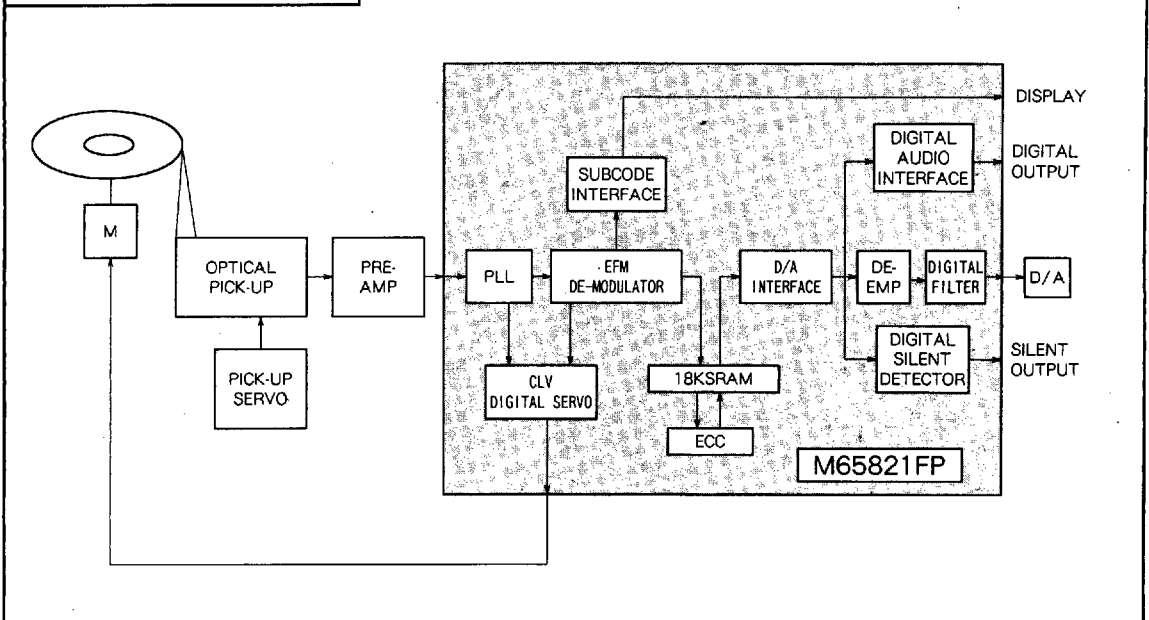 DISPLAY
DIGITAL
AUDIO
INTERFACE
DIGITAL
OUTPUT
SUBCODE
INTERFACE
M
OPTICAL
PICK-UP
PRE-
AMP
PLL
EFM
DE-MODULATOR
D/A
INTERFACE
DE-
EMP
DIGITAL
FILTER
D/A
PICK-UP
SERVO
CLV
DIGITAL SERVO
18KSRAM
ECC
DIGITAL
SILENT
DETECTOR
SILENT
OUTPUT
M65821FP